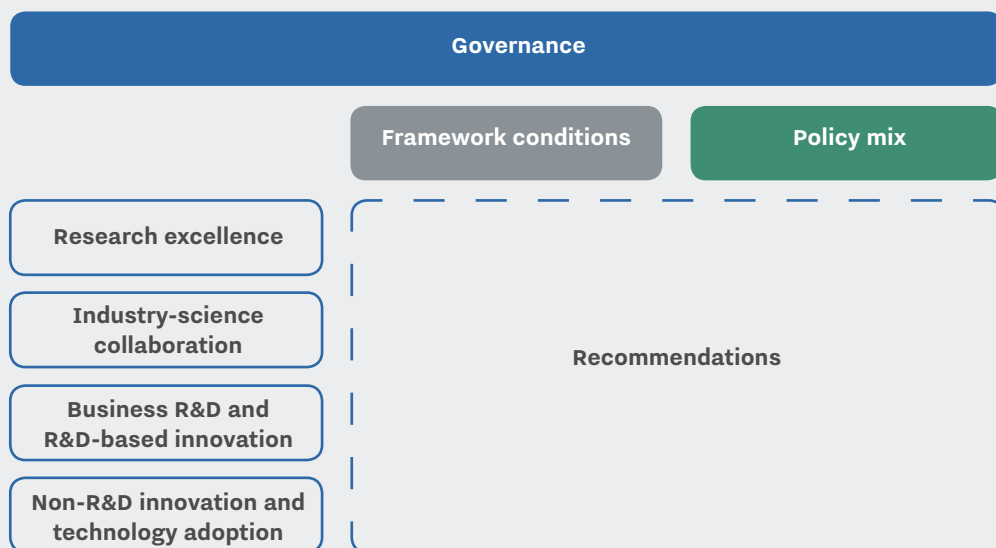 Governance
Framework conditions
Policy mix
Research excellence
Industry-science
collaboration
Recommendations
Business R&D and
R&D-based innovation
Non-R&D innovation and
technology adoption